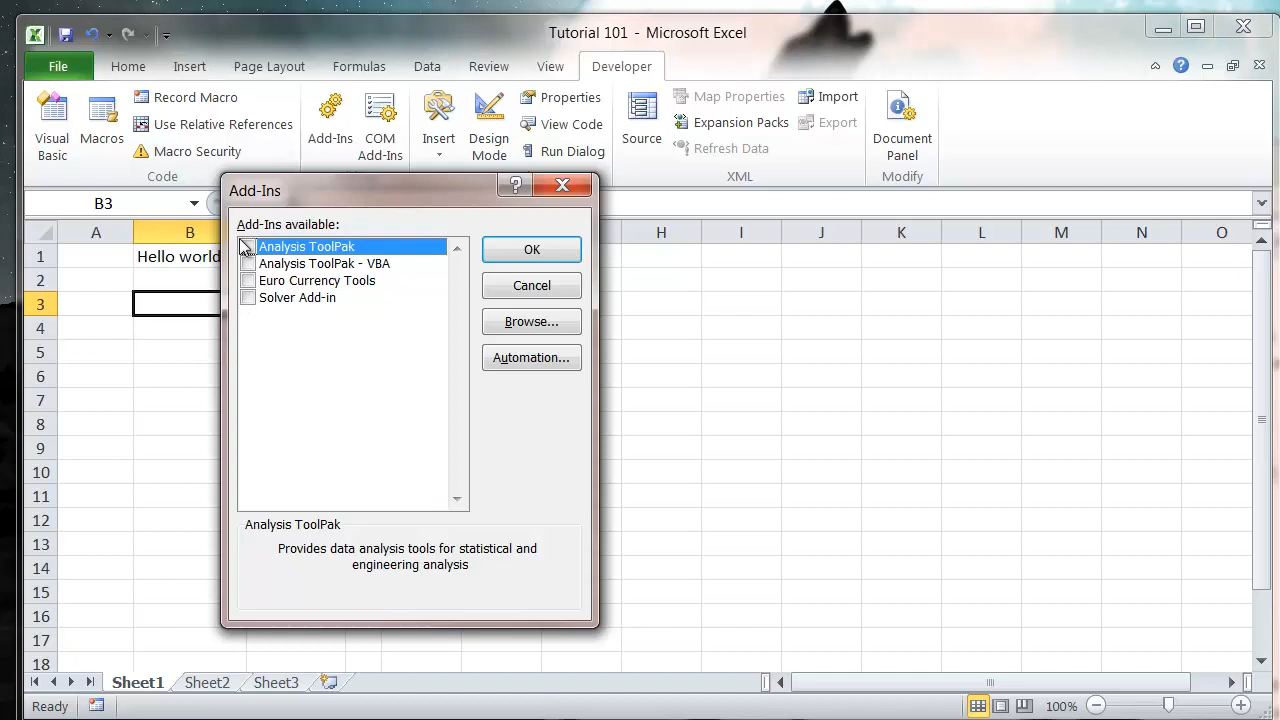 Tutorial 101 - Microsoft Excel
File Home Insert Page Layout Formulas Data Review View Developer
Visual Basic
Macros
Record Macro
Use Relative References
Macro Security
Code
Add-Ins
COM Add-Ins
Insert
Design Mode
Properties
View Code
Run Dialog
Source
Map Properties
Expansion Packs
Refresh Data
Import
Export
XML
Document Panel
Modify
B3
A B H I J K L M N O
1 Hello world
2
3
4
5
6
7
8
9
10
11
12
13
14
15
16
17
18
Add-Ins
Add-Ins available:
Analysis ToolPak
Analysis ToolPak - VBA
Euro Currency Tools
Solver Add-in
OK
Cancel
Browse...
Automation...
Analysis ToolPak
Provides data analysis tools for statistical and
engineering analysis
Sheet1 Sheet2 Sheet3
Ready 100%